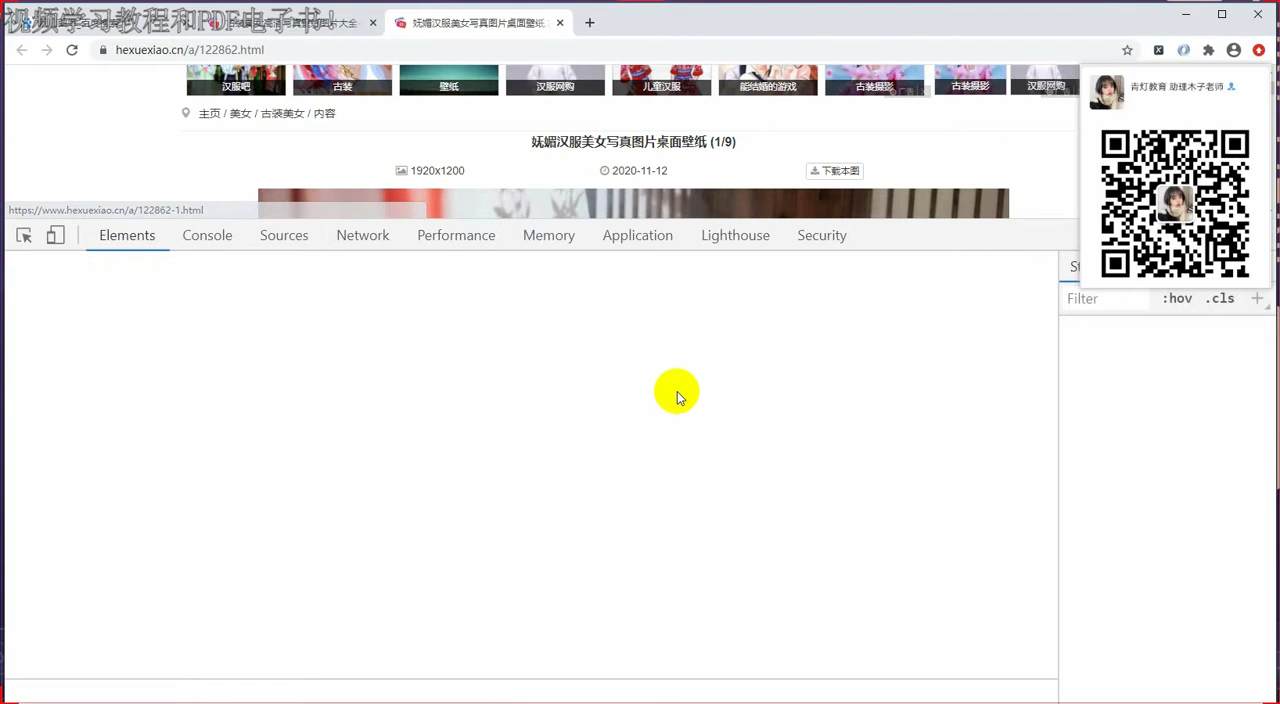 视频学习教程和PDF电子书!
妩媚汉服美女写真图片桌面壁纸
hexuexiao.cn/a/122862.html
青灯教育 助理木子老师
汉服吧
古装
壁纸
汉服网购
儿童汉服
能结婚的游戏
古装摄影
广告
古装摄影
汉服网购
主页 / 美女 / 古装美女 / 内容
妩媚汉服美女写真图片桌面壁纸 (1/9)
1920x1200
2020-11-12
下载本图
https://www.hexuexiao.cn/a/122862-1.html
Elements
Console
Sources
Network
Performance
Memory
Application
Lighthouse
Security
Filter
:hov
.cls